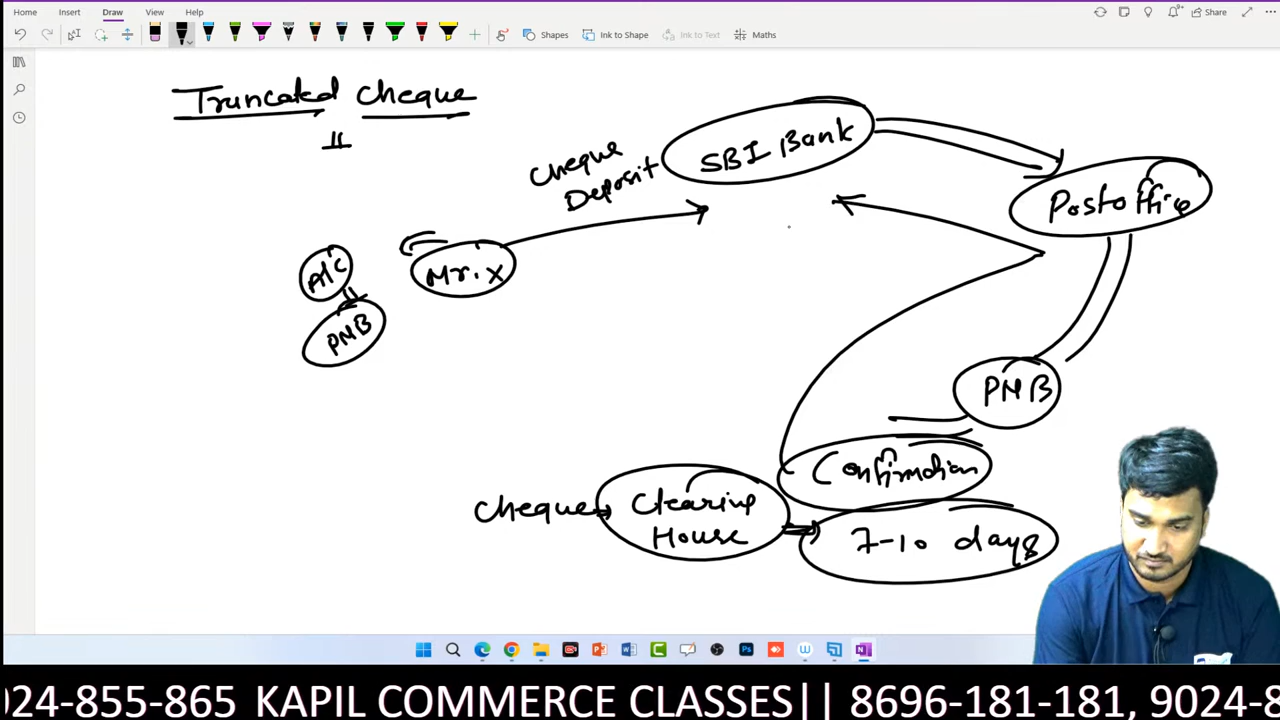 Home
Insert
Draw
View
Help
Share
Shapes
Ink to Shape
Ink to Text
Maths
Truncated cheque
SBI Bank
Cheque
Deposit
Postoffice
A/C
Mr. X
PNB
PNB
Confirmation
Cheque
Clearing
House
7-10 days
024-855-865 KAPIL COMMERCE CLASSES|| 8696-181-181, 9024-8